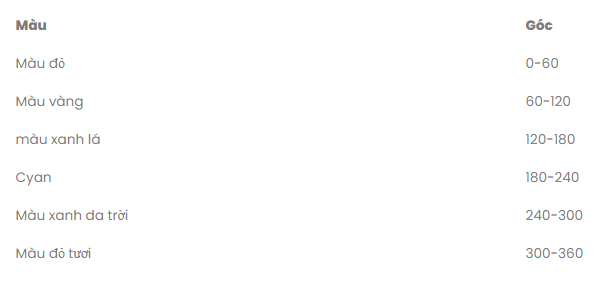 Màu Góc
Màu đỏ 0-60
Màu vàng 60-120
màu xanh lá 120-180
Cyan 180-240
Màu xanh da trời 240-300
Màu đỏ tươi 300-360